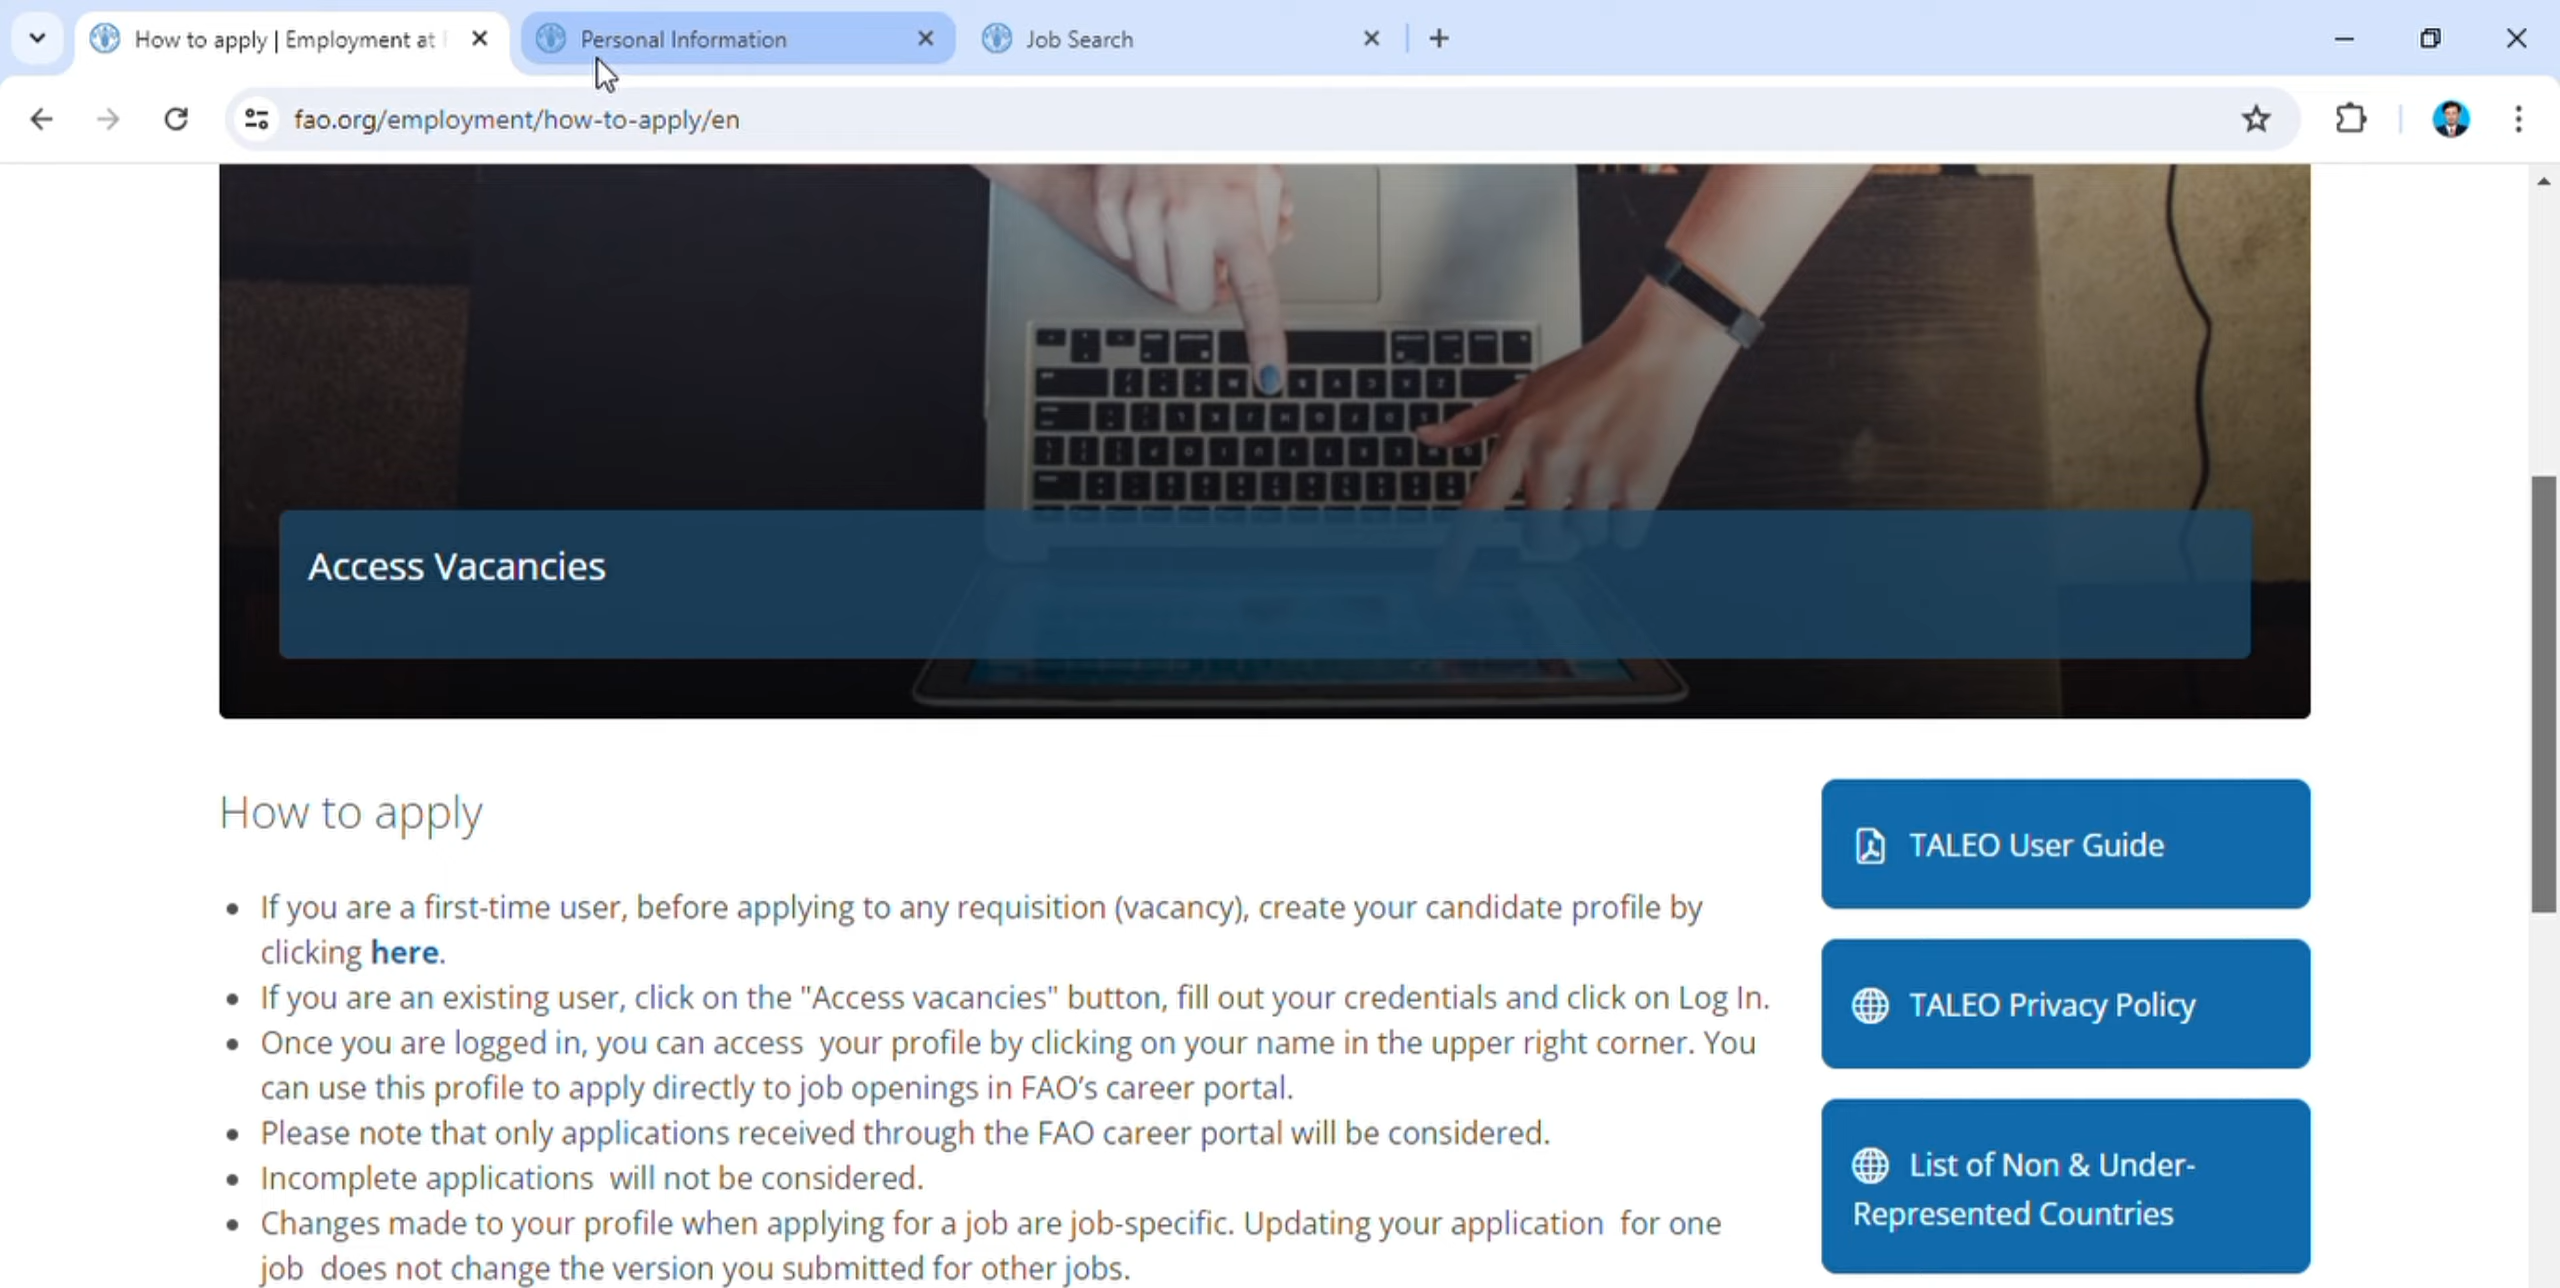 How to apply | Employment at
Personal Information
Job Search
fao.org/employment/how-to-apply/en
Access Vacancies
How to apply
If you are a first-time user, before applying to any requisition (vacancy), create your candidate profile by
clicking here.
If you are an existing user, click on the "Access vacancies" button, fill out your credentials and click on Log In.
Once you are logged in, you can access your profile by clicking on your name in the upper right corner. You
can use this profile to apply directly to job openings in FAO’s career portal.
Please note that only applications received through the FAO career portal will be considered.
Incomplete applications will not be considered.
Changes made to your profile when applying for a job are job-specific. Updating your application for one
job does not change the version you submitted for other jobs.
TALEO User Guide
TALEO Privacy Policy
List of Non & Under-
Represented Countries